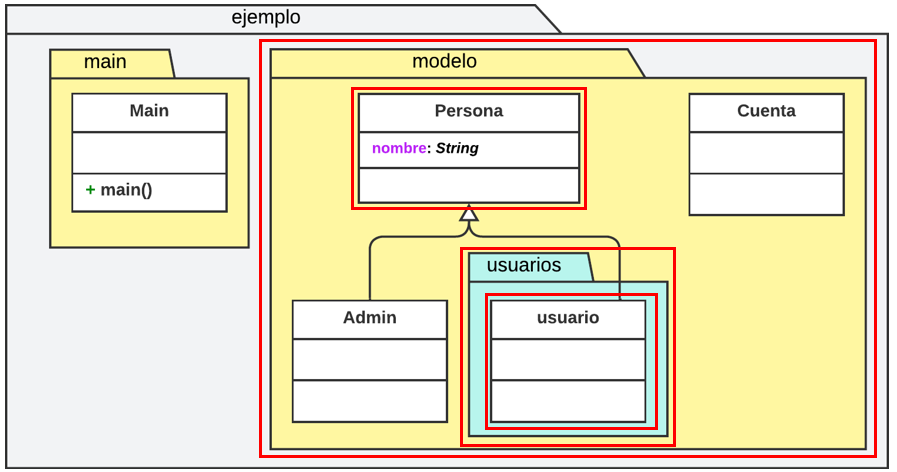 ejemplo
main
Main
+ main()
modelo
Persona
nombre: String
Cuenta
Admin
usuarios
usuario